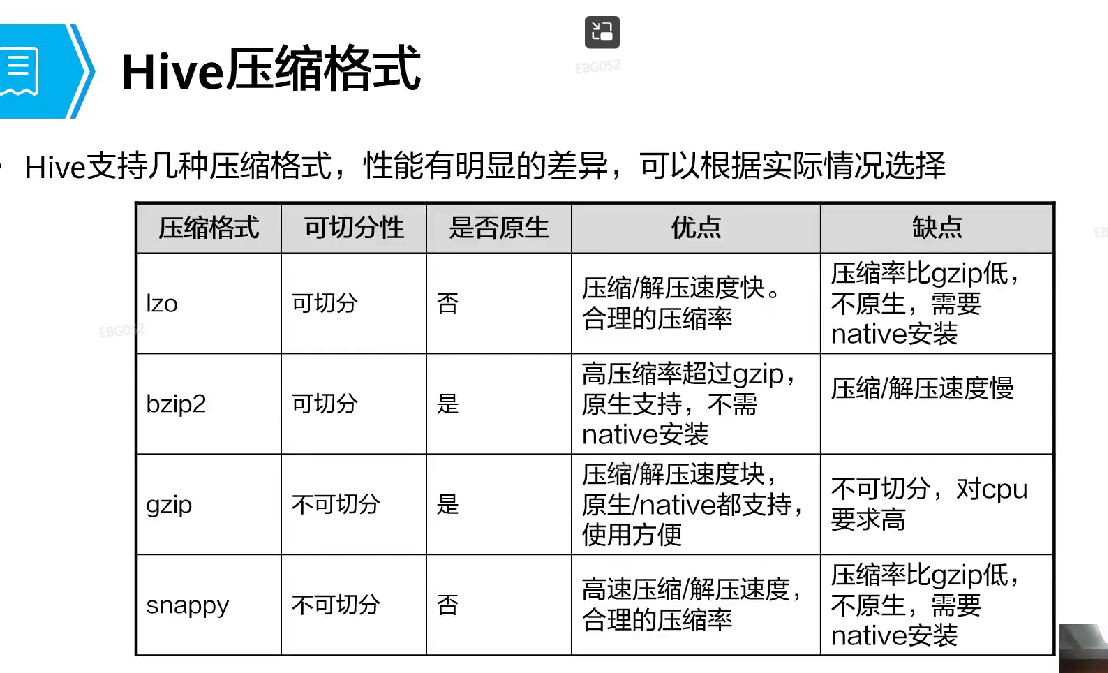 EBG052
Hive压缩格式
Hive支持几种压缩格式，性能有明显的差异，可以根据实际情况选择
压缩格式 可切分性 是否原生 优点 缺点
lzo 可切分 否
压缩/解压速度快。
合理的压缩率
压缩率比gzip低，
不原生，需要
native安装
bzip2 可切分 是
高压缩率超过gzip，
原生支持，不需
native安装
压缩/解压速度慢
gzip 不可切分 是
压缩/解压速度块，
原生/native都支持，
使用方便
不可切分，对cpu
要求高
snappy 不可切分 否
高速压缩/解压速度，
合理的压缩率
压缩率比gzip低，
不原生，需要
native安装
EBG052
EB